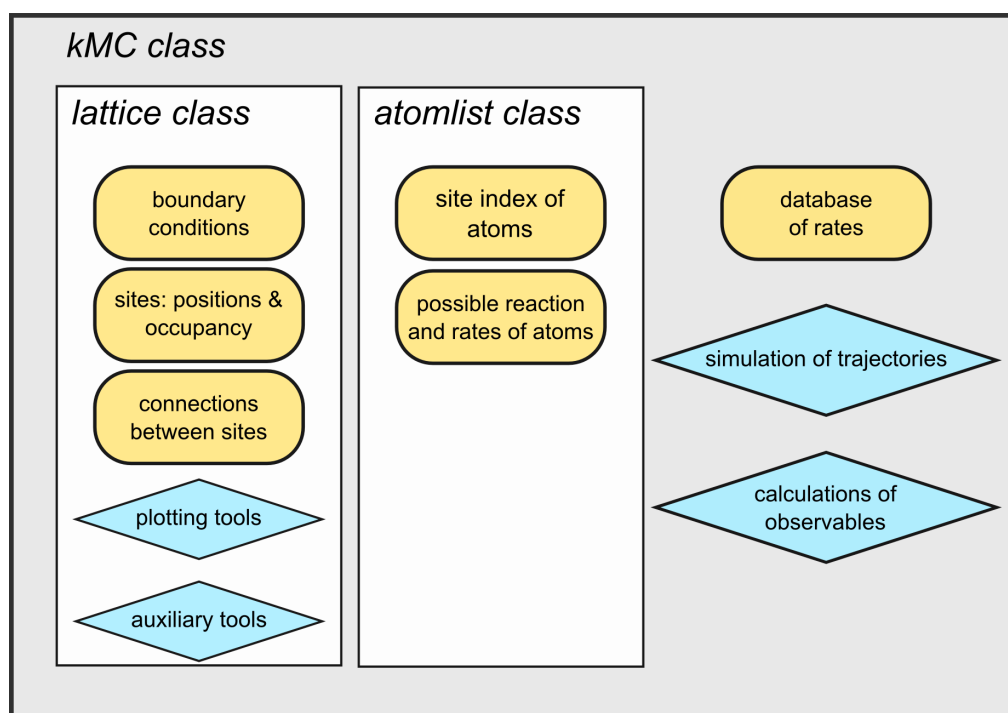 kMC class
lattice class
boundary
conditions
sites: positions &
occupancy
connections
between sites
plotting tools
auxiliary tools
atomlist class
site index of
atoms
possible reaction
and rates of atoms
database
of rates
simulation of trajectories
calculations of
observables